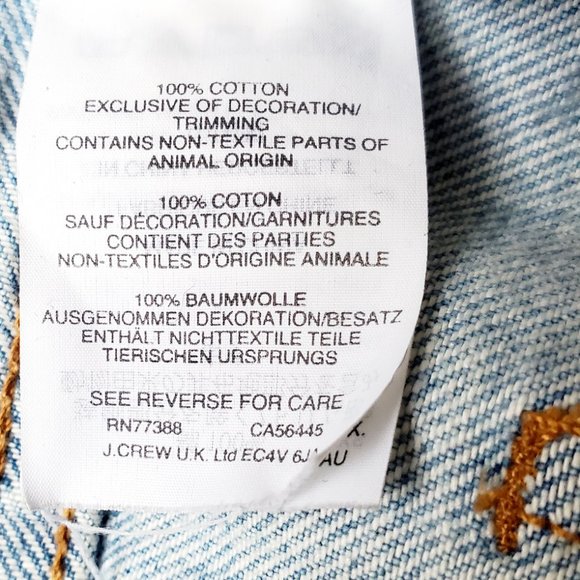 100% COTTON
EXCLUSIVE OF DECORATION/
TRIMMING
CONTAINS NON-TEXTILE PARTS OF
ANIMAL ORIGIN
100% COTON
SAUF DÉCORATION/GARNITURES
CONTIENT DES PARTIES
NON-TEXTILES D'ORIGINE ANIMALE
100% BAUMWOLLE
AUSGENOMMEN DEKORATION/BESATZ
ENTHÄLT NICHTTEXTILE TEILE
TIERISCHEN URSPRUNGS
SEE REVERSE FOR CARE
RN77388 CA56445
J.CREW U.K. Ltd EC4V 6J AU